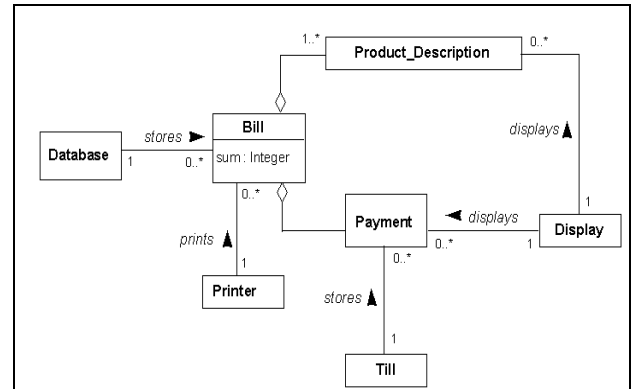 1..*
Product_Description
0..*
Bill
sum : Integer
Database
stores
1
0..*
displays
0..*
prints
1
Printer
Payment
displays
0..*
1
1
Display
0..*
stores
1
Till